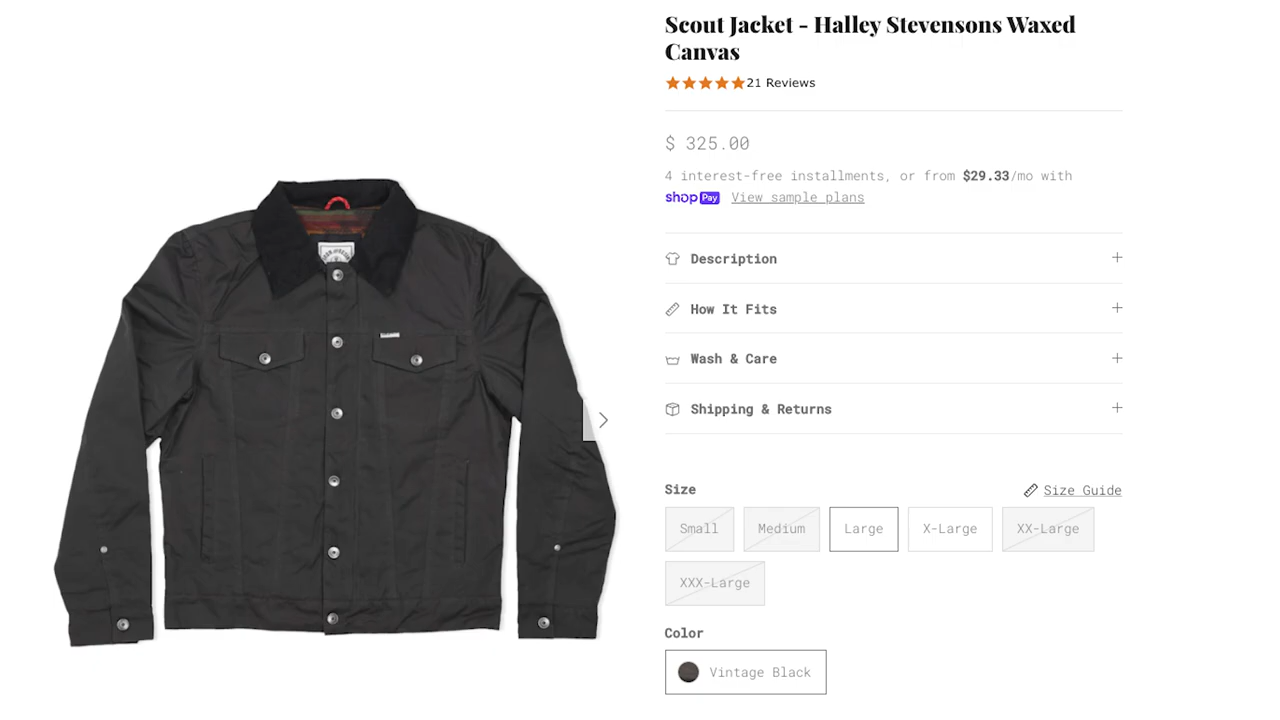 Scout Jacket - Halley Stevensons Waxed
Canvas
21 Reviews
$ 325.00
4 interest-free installments, or from $29.33/mo with
shop Pay View sample plans
Description
How It Fits
Wash & Care
Shipping & Returns
Size
Size Guide
Small Medium Large X-Large XX-Large
XXX-Large
Color
Vintage Black